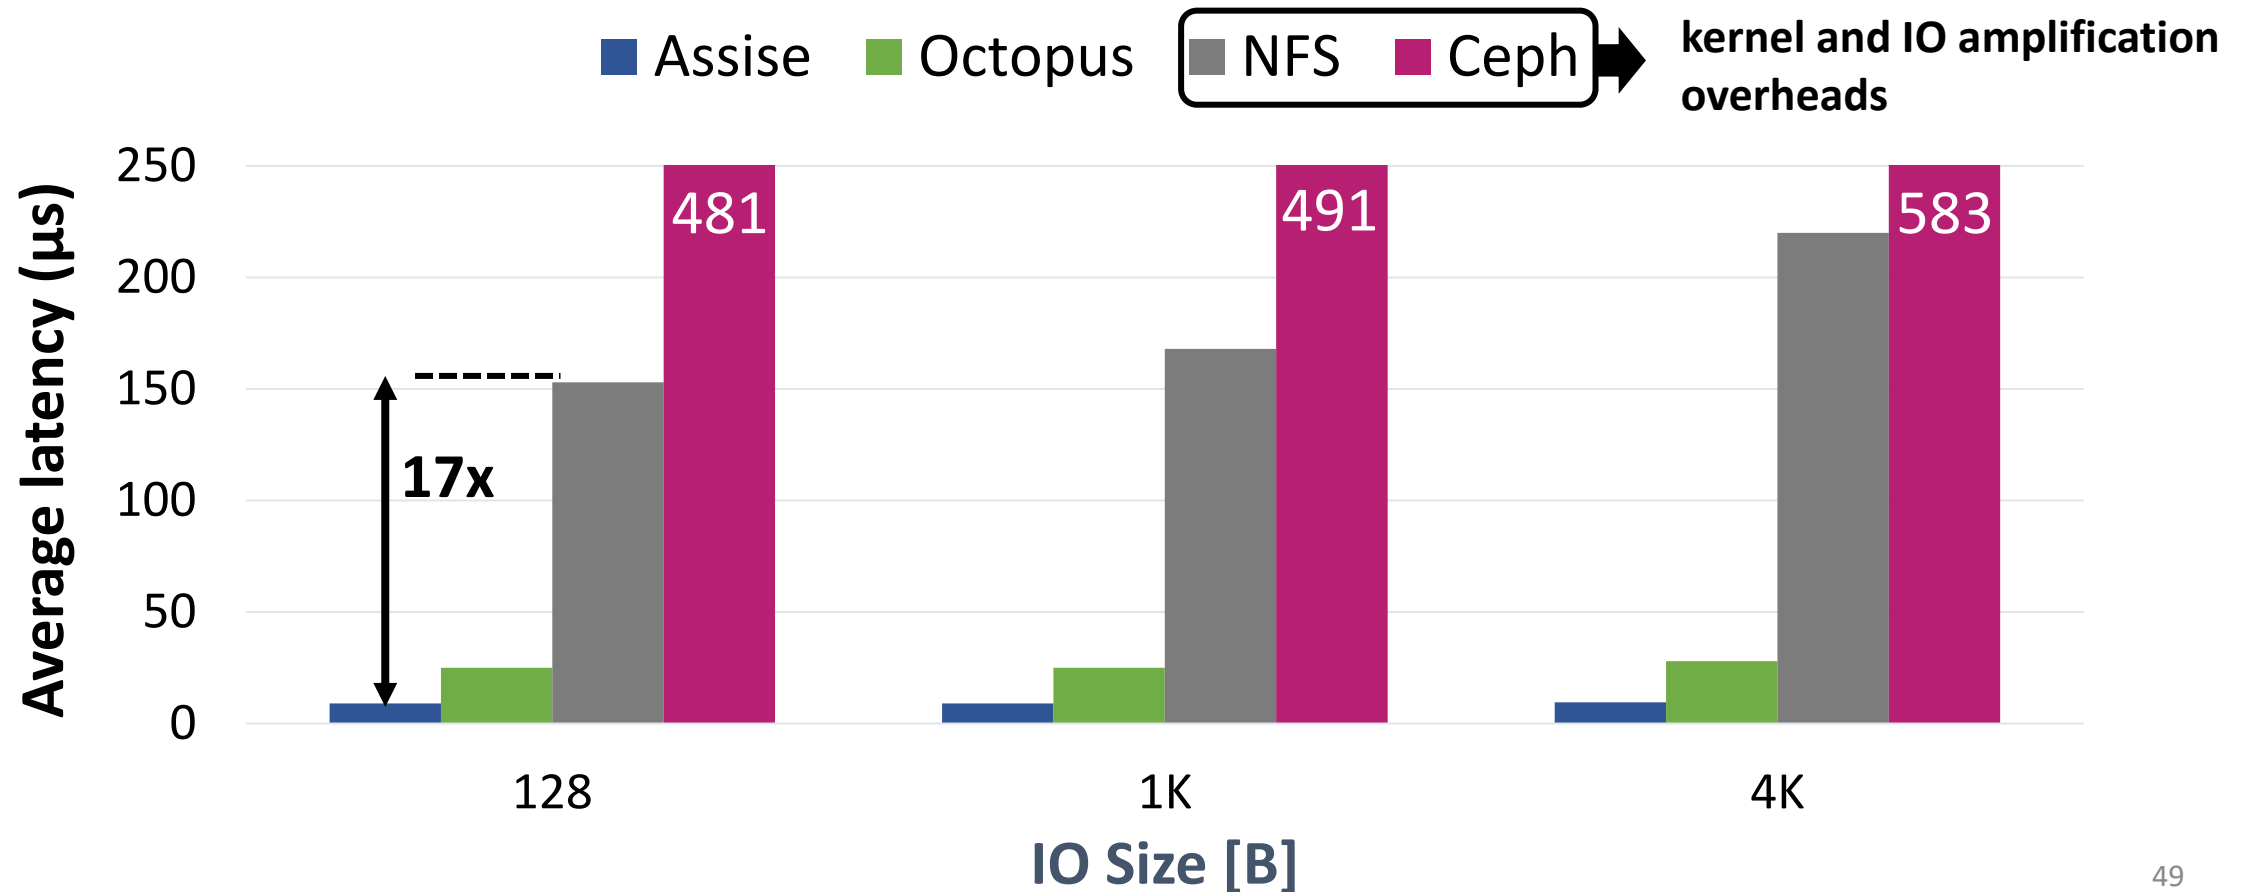 Assise Octopus NFS Ceph
kernel and IO amplification
overheads
Average latency (µs)
250
200
150
100
50
0
481
491
583
17x
128 1K 4K
IO Size [B]
49